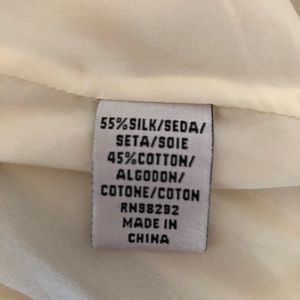 55%SILK/SEDA/
SETA/SOIE
45%COTTON/
ALGODON/
COTONE/COTON
RN98292
MADE IN
CHINA